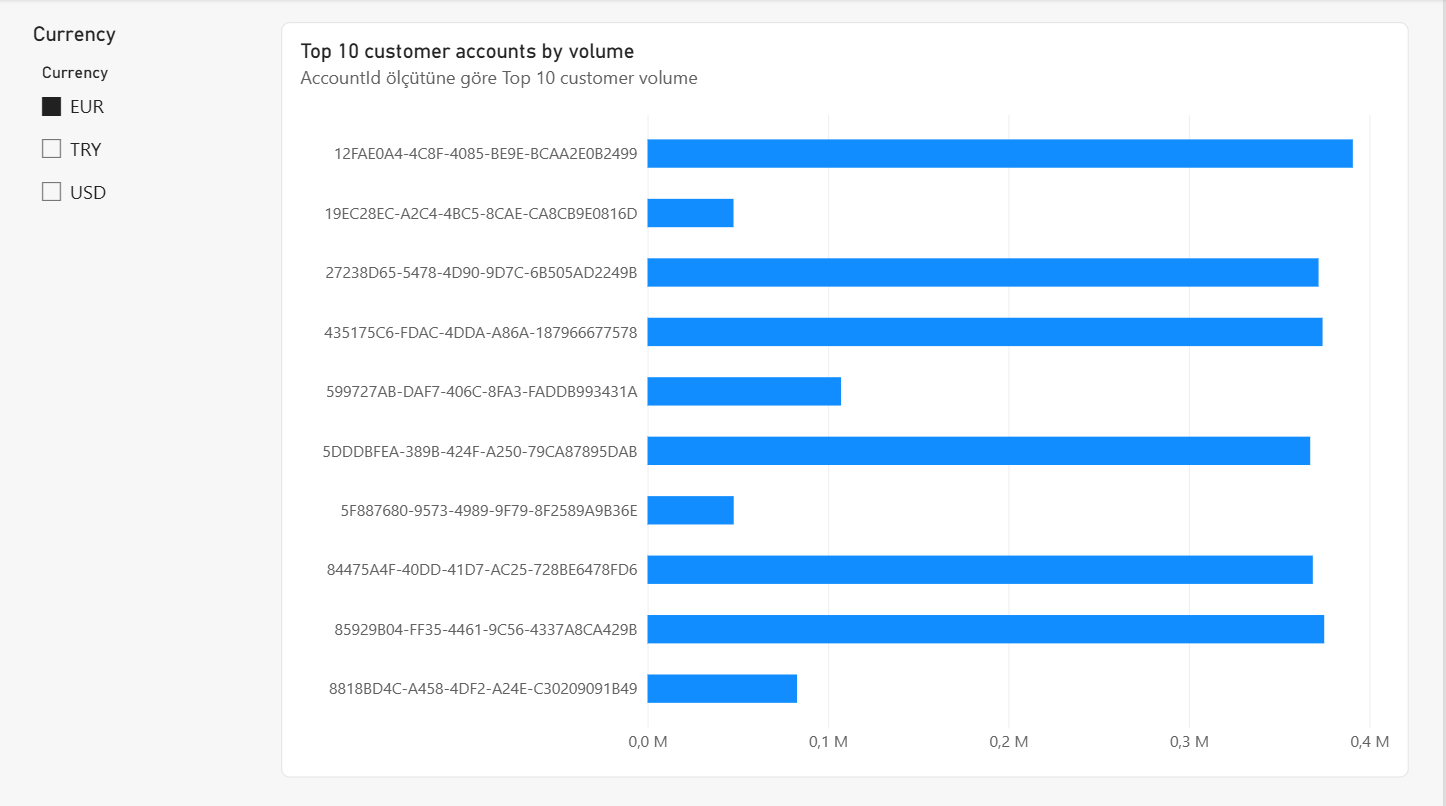 Currency
Currency
EUR
TRY
USD
Top 10 customer accounts by volume
AccountId ölçütüne göre Top 10 customer volume
12FAE0A4-4C8F-4085-BE9E-BCAA2E0B2499
19EC28EC-A2C4-4BC5-8CAE-CA8CB9E0816D
27238D65-5478-4D90-9D7C-6B505AD2249B
435175C6-FDAC-4DDA-A86A-187966677578
599727AB-DAF7-406C-8FA3-FADDB993431A
5DDDBFEA-389B-424F-A250-79CA87895DAB
5F887680-9573-4989-9F79-8F2589A9B36E
84475A4F-40DD-41D7-AC25-728BE6478FD6
85929B04-FF35-4461-9C56-4337A8CA429B
8818BD4C-A458-4DF2-A24E-C30209091B49
0,0 M 0,1 M 0,2 M 0,3 M 0,4 M